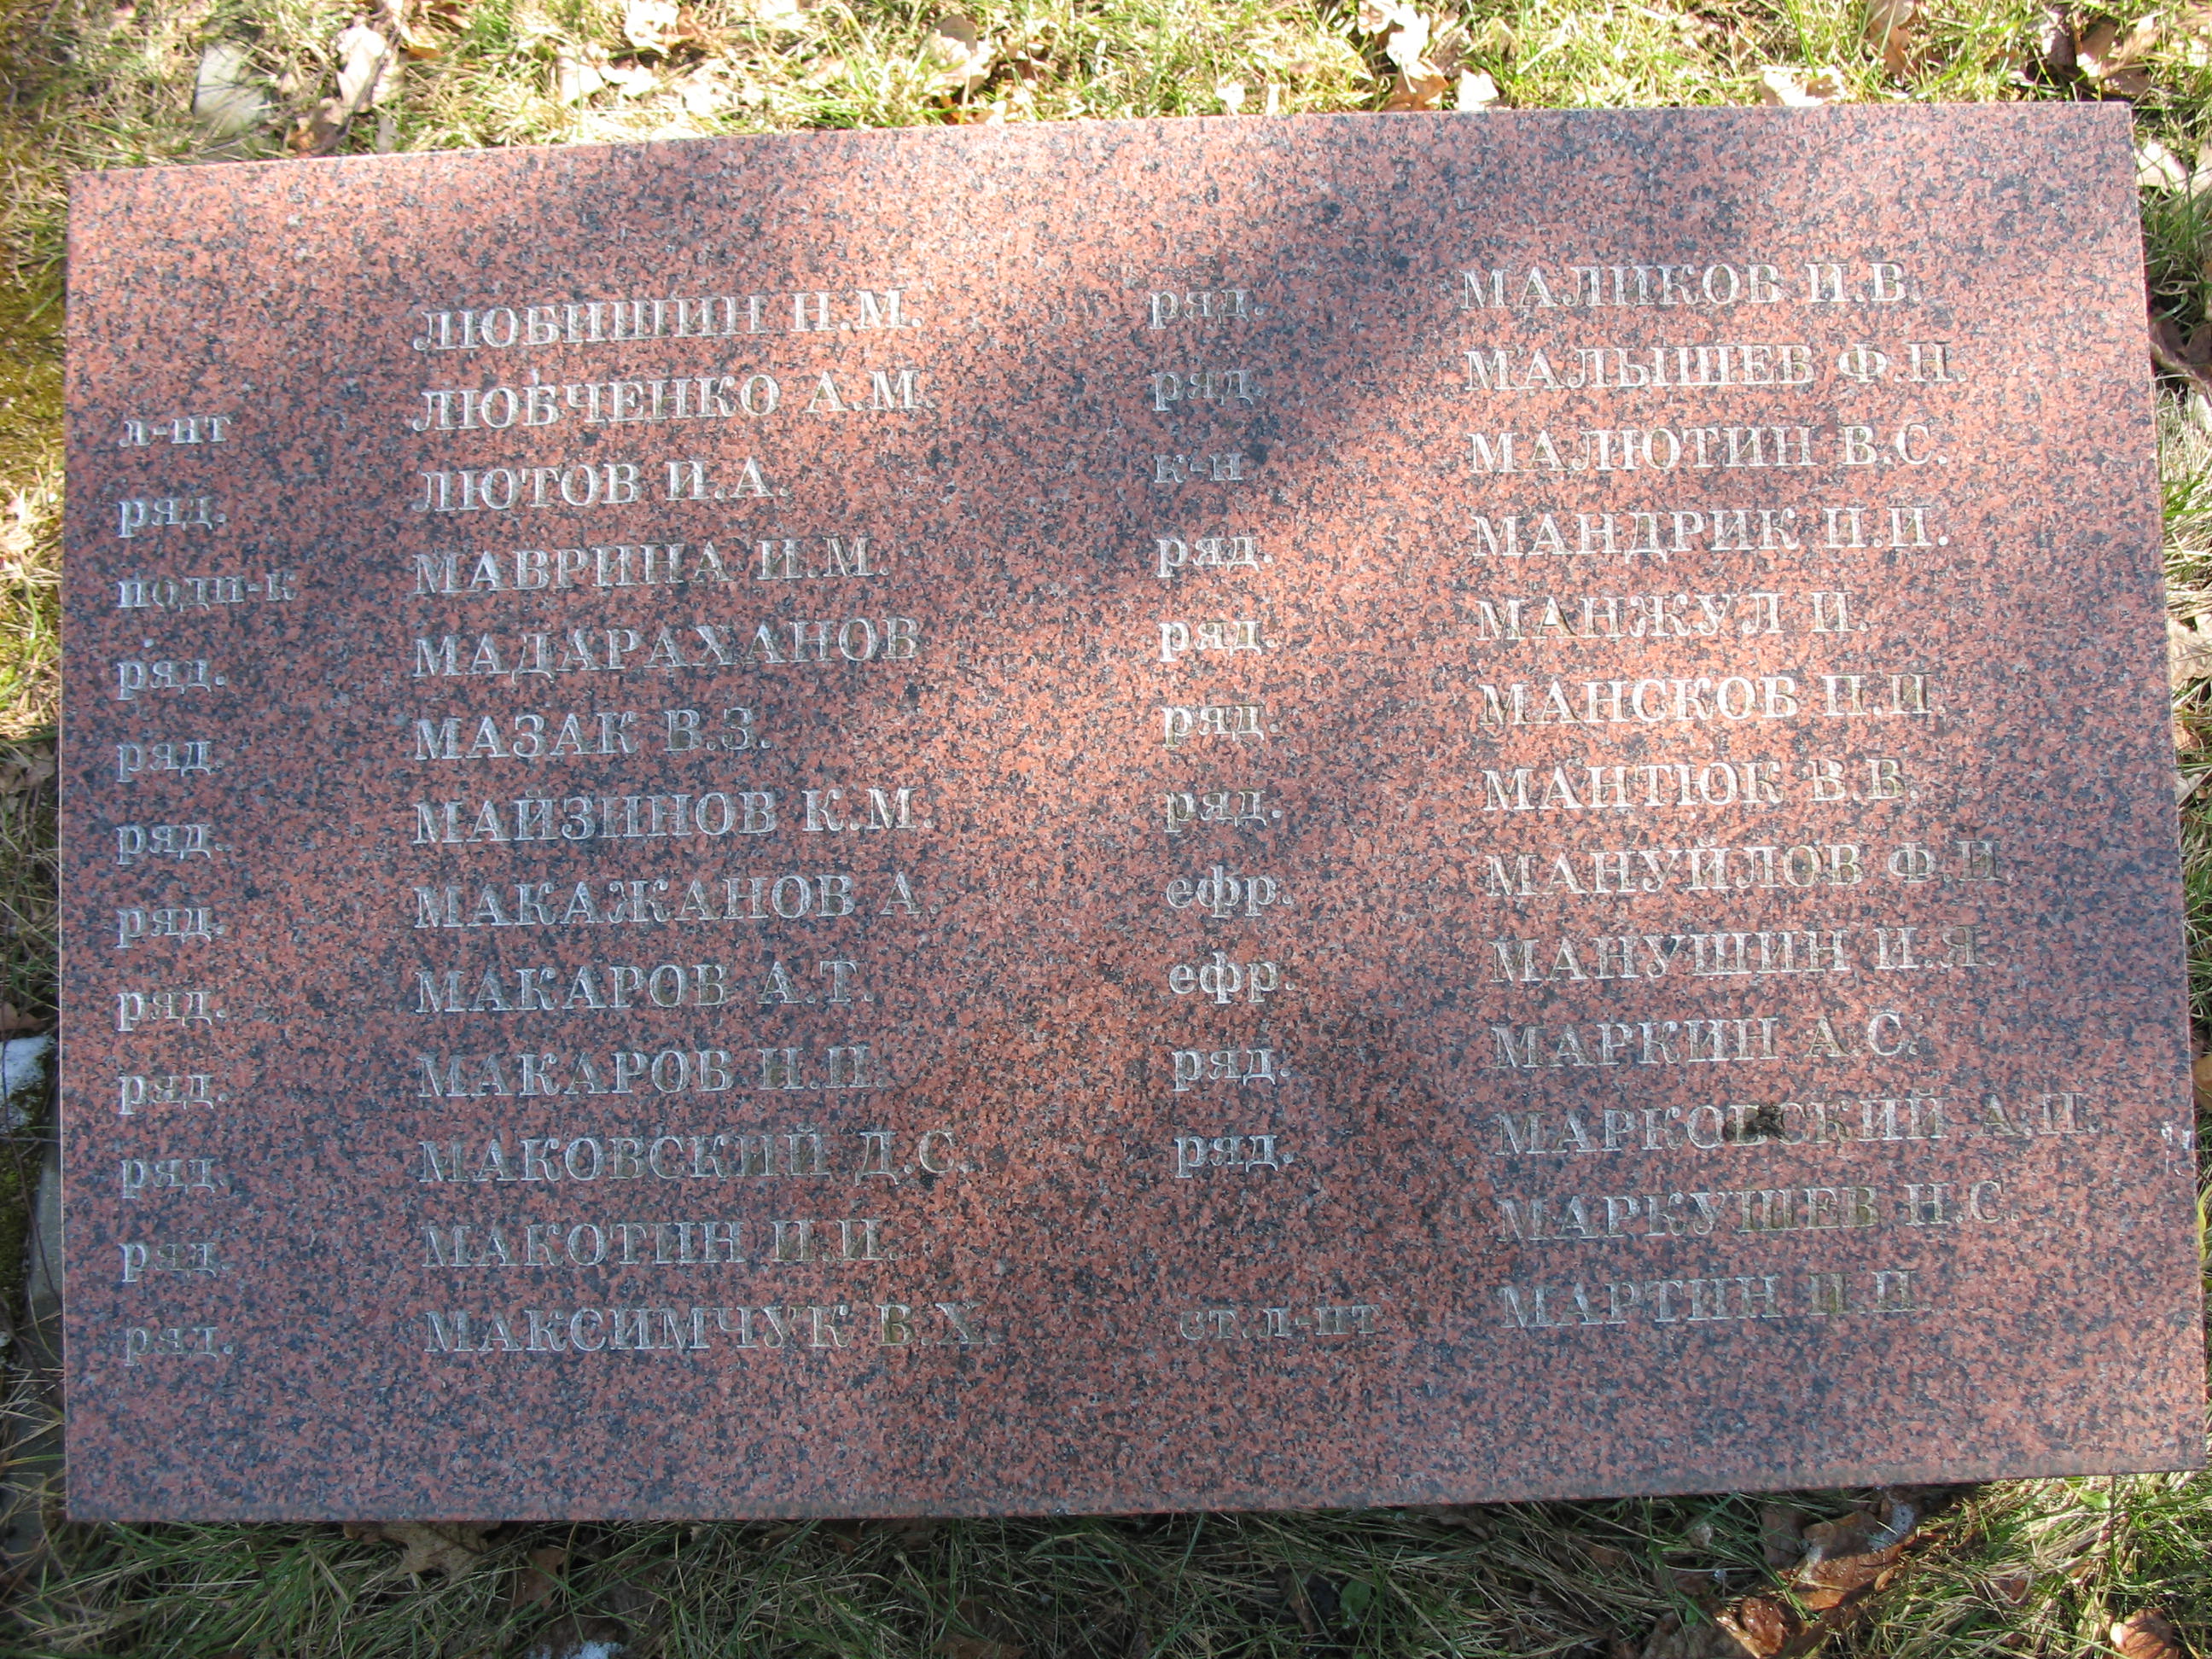 ЛЮБИШИН Н.М.
л-нт ЛЮБЧЕНКО А.М.
ряд. ЛЮТОВ И.А.
подп-к МАВРИНА И.М.
ряд. МАДАРАХАНОВ
ряд. МАЗАК В.З.
ряд. МАЙЗИНОВ К.М.
ряд. МАКАЖАНОВ А.
ряд. МАКАРОВ А.Т.
ряд. МАКАРОВ
ряд. МАКОВСКИЙ Д.С.
ряд. МАКОТИН
ряд. МАКСИМЧУК В.Х.
ряд. МАЛИКОВ
ряд. МАЛЫШЕВ Ф.Н.
к-н МАЛЮТИН В.С.
ряд. МАНДРИК
ряд. МАНЖУЛ И.
ряд. МАНСКОВ
ряд. МАНТЮК В.В.
ефр. МАНУЙЛОВ Ф.И.
ефр. МАНУШИН
ряд. МАРКИН А.С.
ряд. МАРКОВСКИЙ
МАРКУШЕВ Н.С.
ст.л-нт МАРТИН